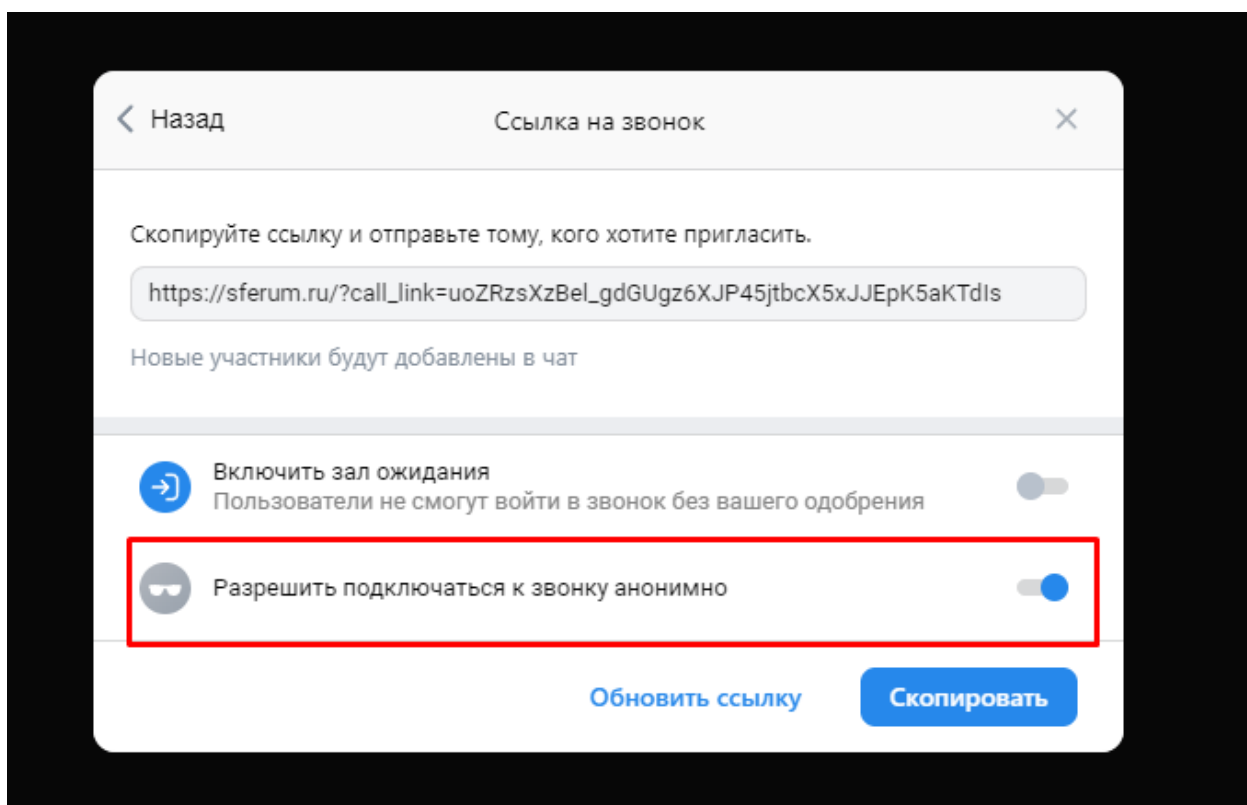 Назад
Ссылка на звонок
Скопируйте ссылку и отправьте тому, кого хотите пригласить.
https://sferum.ru/?call_link=uoZRzsXzBel_gdGUgz6XJP45jtbcX5xJJEpK5aKTdIs
Новые участники будут добавлены в чат
Включить зал ожидания
Пользователи не смогут войти в звонок без вашего одобрения
Разрешить подключаться к звонку анонимно
Обновить ссылку
Скопировать